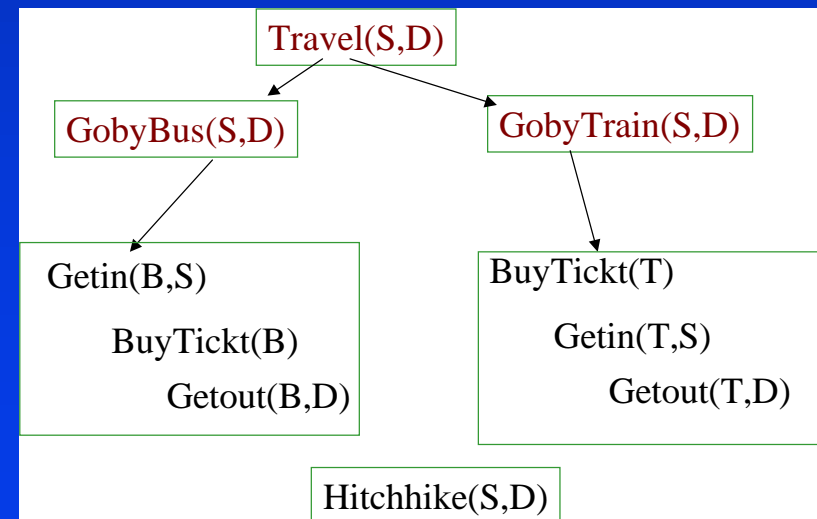 Travel(S,D)
GobyBus(S,D)
GobyTrain(S,D)
Getin(B,S)
BuyTickt(B)
Getout(B,D)
BuyTickt(T)
Getin(T,S)
Getout(T,D)
Hitchhike(S,D)